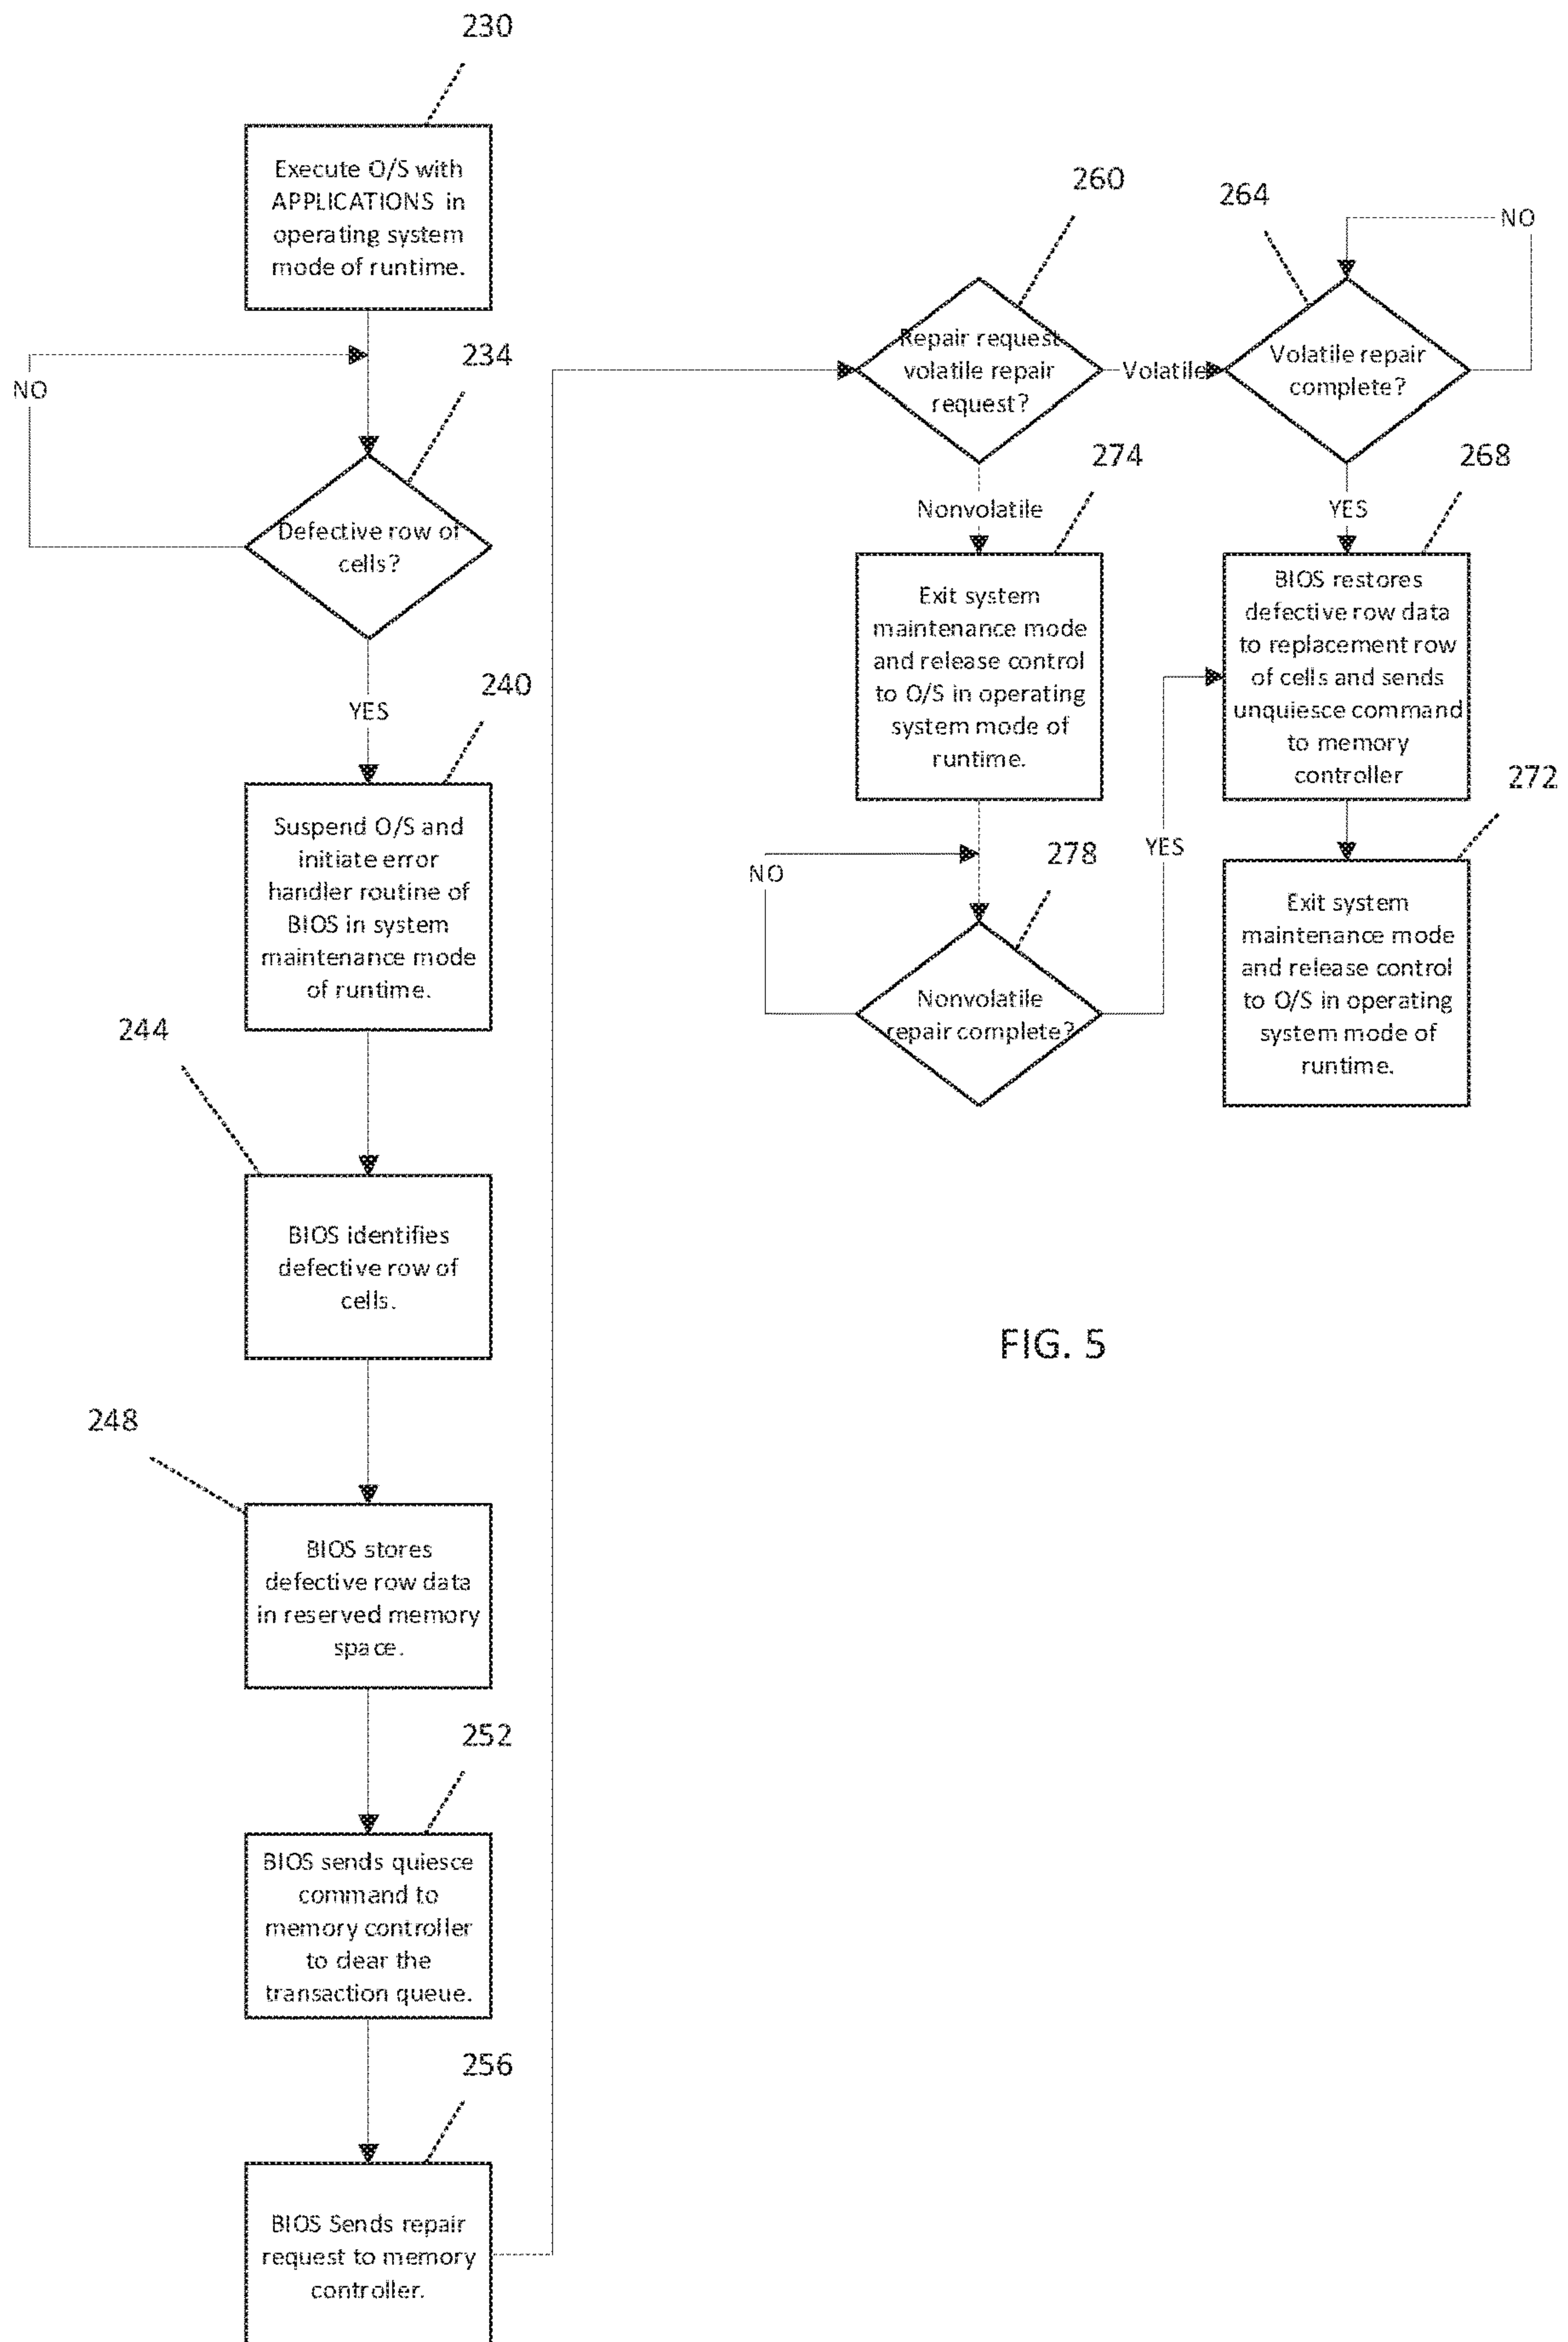 230
Execute O/S with
APPLICATIONS in
operating system
mode of runtime.
234
NO
Defective row of
cells?
YES
240
Suspend O/S and
initiate error
handler routine of
BIOS in system
maintenance mode
of runtime.
244
BIOS identifies
defective row of
cells.
248
BIOS stores
defective row data
in reserved memory
space.
252
BIOS sends quiesce
command to
memory controller
to clear the
transaction queue.
256
BIOS Sends repair
request to memory
controller.
260
Repair request
volatile repair
request?
Volatile
264
NO
Volatile repair
complete?
YES
268
BIOS restores
defective row data
to replacement row
of cells and sends
unquiesce command
to memory
controller
272
Exit system
maintenance mode
and release control
to O/S in operating
system mode of
runtime.
Nonvolatile
274
Exit system
maintenance mode
and release control
to O/S in operating
system mode of
runtime.
278
NO
YES
Nonvolatile
repair complete?
FIG. 5